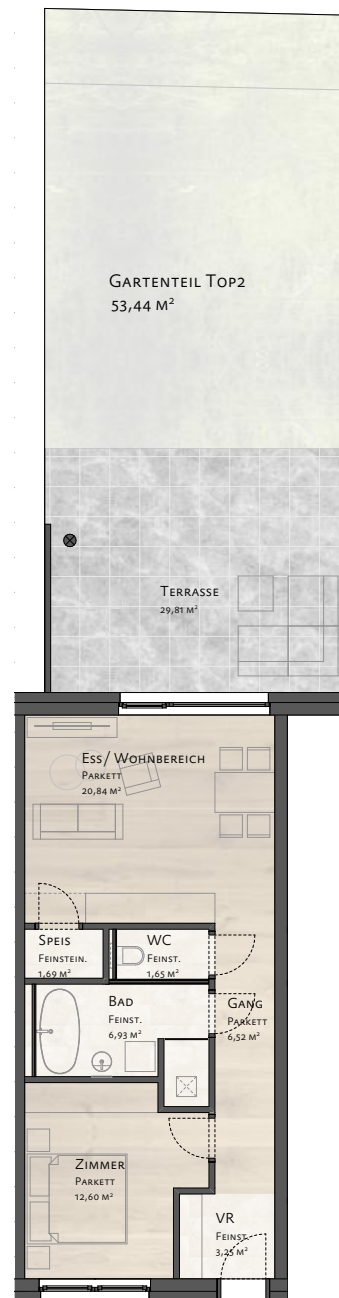 Gartenteil Top2
53,44 m²
Terrasse
29,81 m²
Ess/ Wohnbereich
Parkett
20,84 m²
Speis
Feinstein.
1,69 m²
WC
Feinst.
1,65 m²
Bad
Feinst.
6,93 m²
Gang
Parkett
6,52 m²
Zimmer
Parkett
12,60 m²
VR
Feinst.
3,25 m²